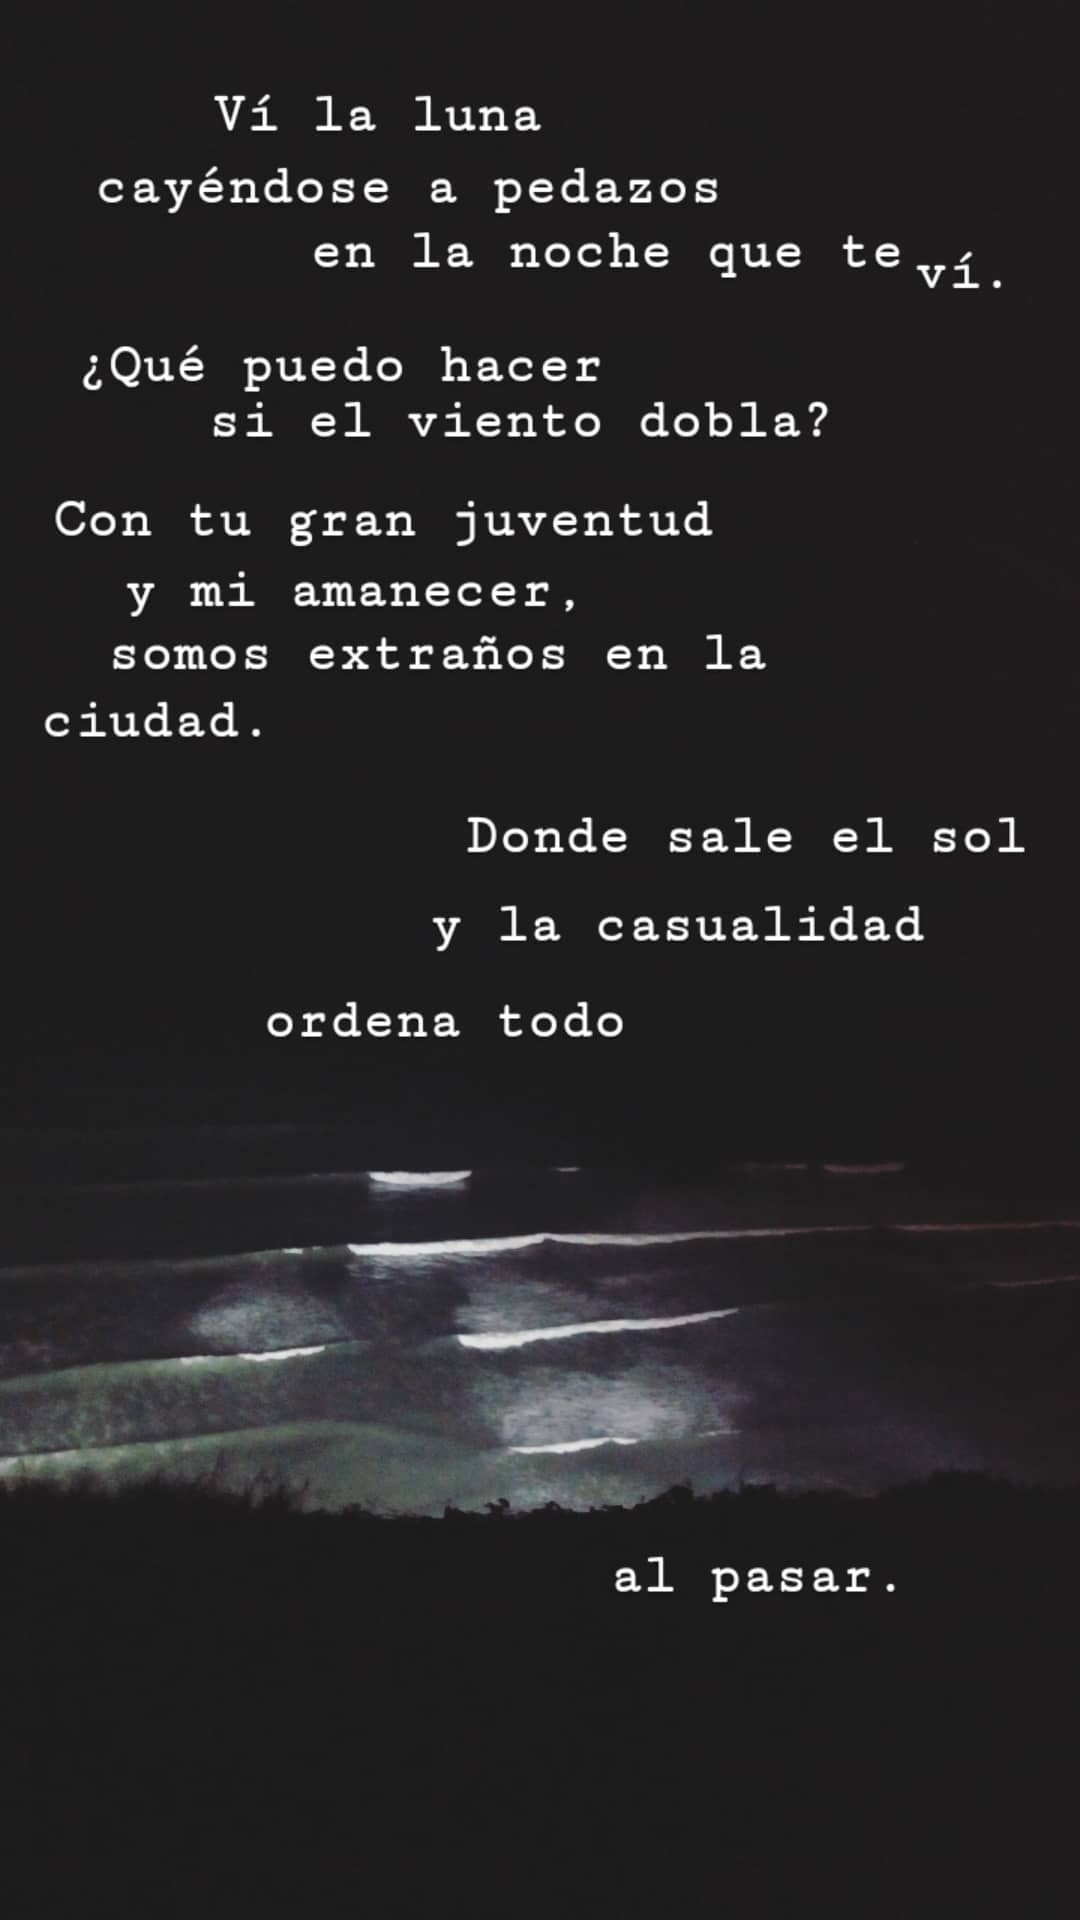 Ví la luna
cayéndose a pedazos
en la noche que te ví.
¿Qué puedo hacer
si el viento dobla?
Con tu gran juventud
y mi amanecer,
somos extraños en la
ciudad.
Donde sale el sol
y la casualidad
ordena todo
al pasar.